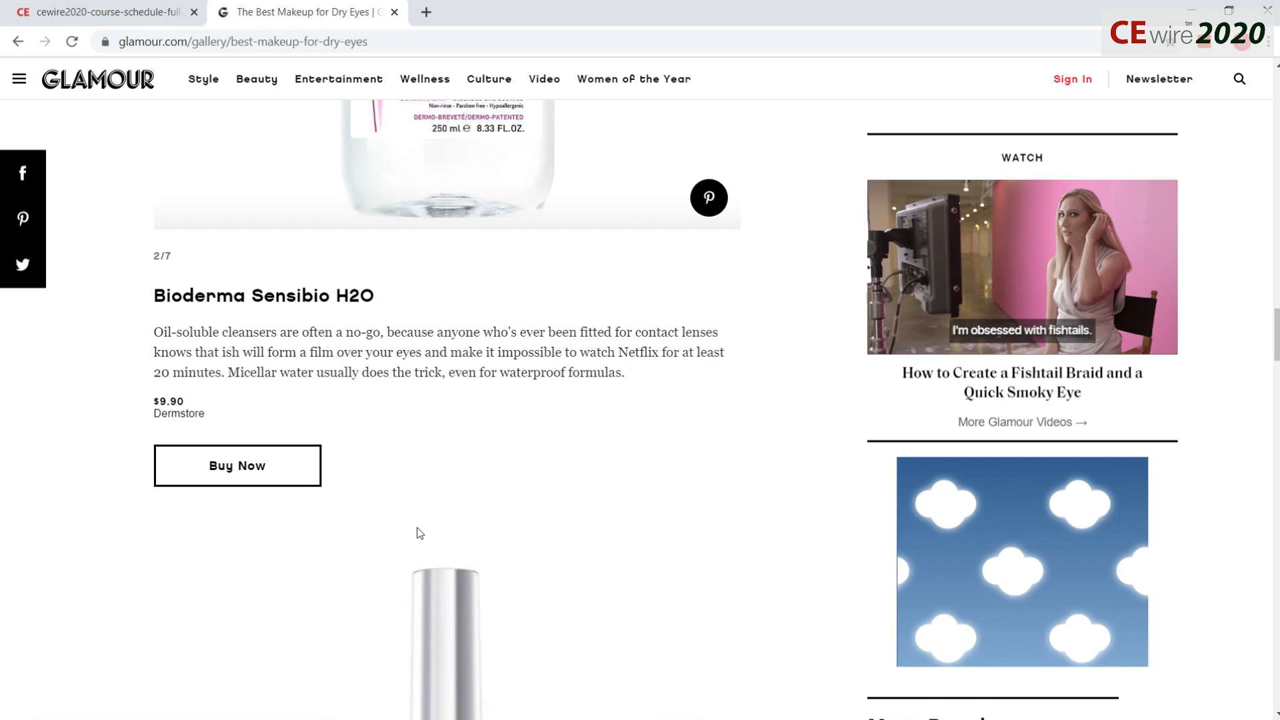 cewire2020-course-schedule-full
The Best Makeup for Dry Eyes | G
CEwire™2020
glamour.com/gallery/best-makeup-for-dry-eyes
GLAMOUR
Style Beauty Entertainment Wellness Culture Video Women of the Year
Sign In
Newsletter
Non-rinse - Paraben free - Hypoallergenic
DERMO-BREVETÉ/DERMO-PATENTED
250 ml e 8.33 FL.OZ.
2/7
Bioderma Sensibio H2O
Oil-soluble cleansers are often a no-go, because anyone who's ever been fitted for contact lenses
knows that ish will form a film over your eyes and make it impossible to watch Netflix for at least
20 minutes. Micellar water usually does the trick, even for waterproof formulas.
$9.90
Dermstore
Buy Now
WATCH
I'm obsessed with fishtails.
How to Create a Fishtail Braid and a
Quick Smoky Eye
More Glamour Videos →